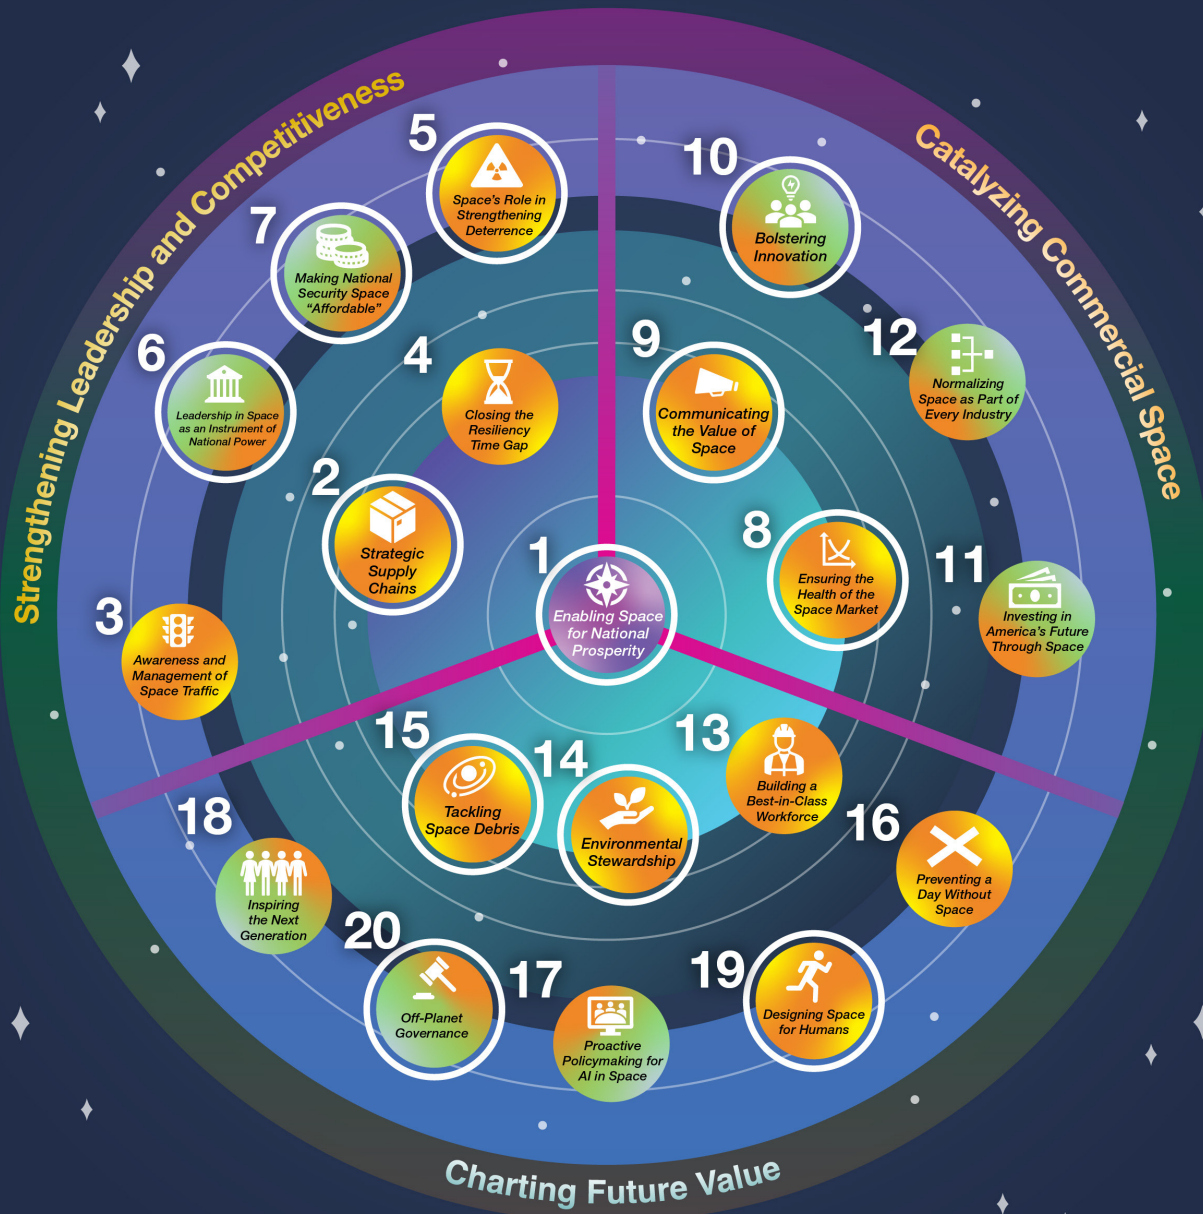 Strengthening Leadership and Competitiveness
Catalyzing Commercial Space
Charting Future Value
1
Enabling Space
for National
Prosperity
2
Strategic
Supply
Chains
3
Awareness and
Management of
Space Traffic
4
Closing the
Resiliency
Time Gap
5
Space's Role in
Strengthening
Deterrence
6
Leadership in Space
as an Instrument of
National Power
7
Making National
Security Space
"Affordable"
8
Ensuring the
Health of the
Space Market
9
Communicating
the Value of
Space
10
Bolstering
Innovation
11
Investing in
America's Future
Through Space
12
Normalizing
Space as Part of
Every Industry
13
Building a
Best-in-Class
Workforce
14
Environmental
Stewardship
15
Tackling
Space Debris
16
Preventing a
Day Without
Space
17
Proactive
Policymaking for
AI in Space
18
Inspiring
the Next
Generation
19
Designing Space
for Humans
20
Off-Planet
Governance